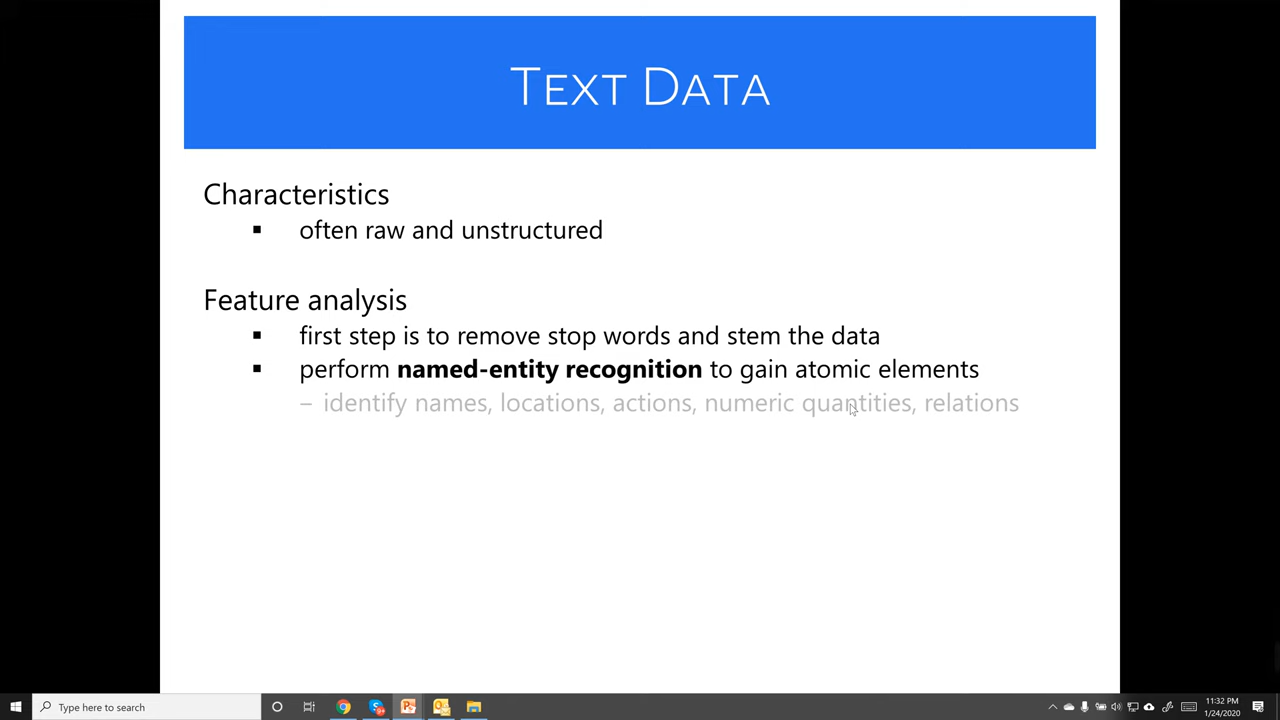 TEXT DATA
Characteristics
▪ often raw and unstructured
Feature analysis
▪ first step is to remove stop words and stem the data
▪ perform named-entity recognition to gain atomic elements
– identify names, locations, actions, numeric quantities, relations
Type here to search
11:32 PM
1/24/2020